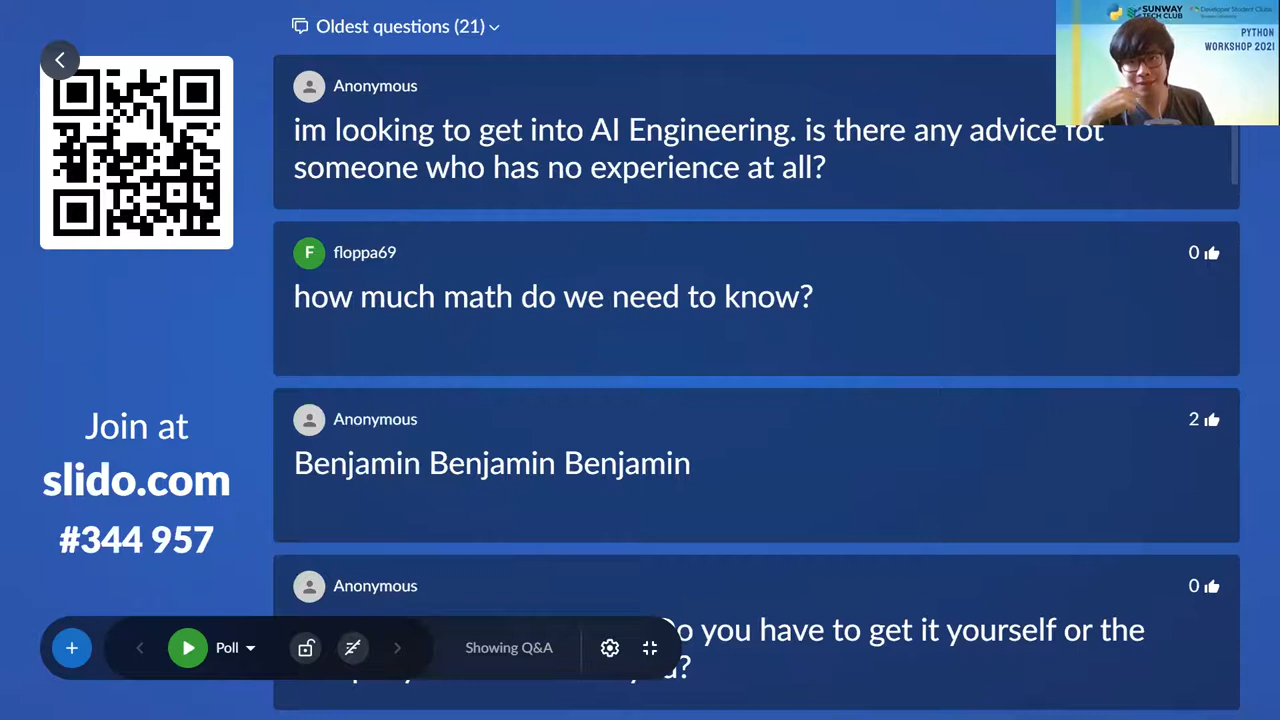 Oldest questions (21)
SUNWAY
TECH CLUB
Developer Student Clubs
PYTHON
WORKSHOP 2021
Anonymous
im looking to get into AI Engineering. is there any advice fot
someone who has no experience at all?
F floppa69
0
how much math do we need to know?
Anonymous
2
Benjamin Benjamin Benjamin
Join at
slido.com
#344 957
Anonymous
0
o you have to get it yourself or the
Poll
Showing Q&A